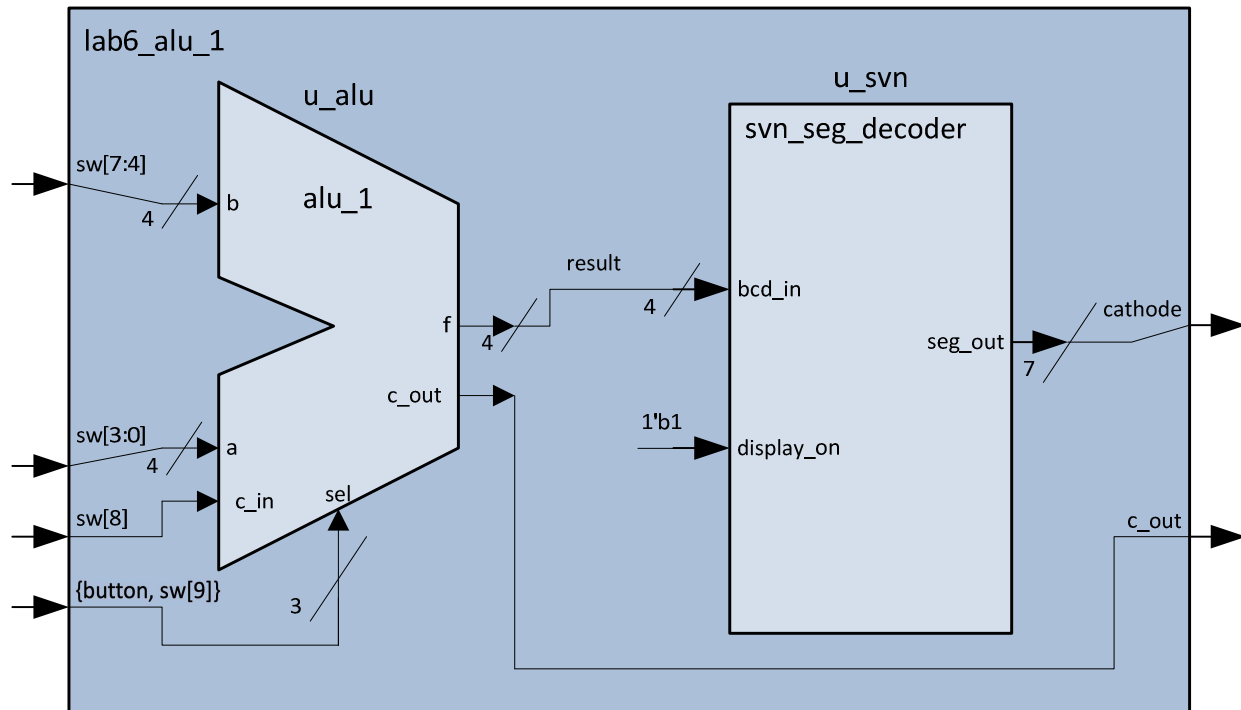 lab6_alu_1
u_alu
u_svn
svn_seg_decoder
sw[7:4]
4
b
alu_1
result
4
bcd_in
f
4
cathode
seg_out
7
c_out
sw[3:0]
4
a
1'b1
display_on
sel
c_in
sw[8]
c_out
{button, sw[9]}
3